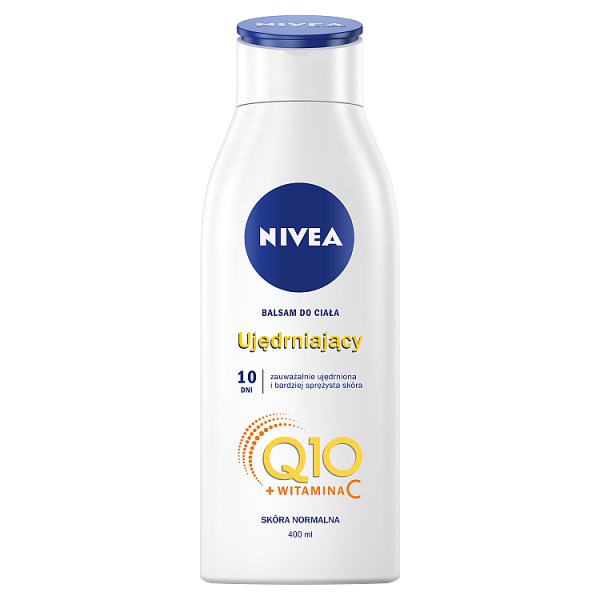 NIVEA
NIVEA
BALSAM DO CIAŁA
Ujędrniający
10 DNI
zauważalnie ujędrniona
i bardziej sprężysta skóra
Q10
+ WITAMINA C
SKÓRA NORMALNA
400 ml